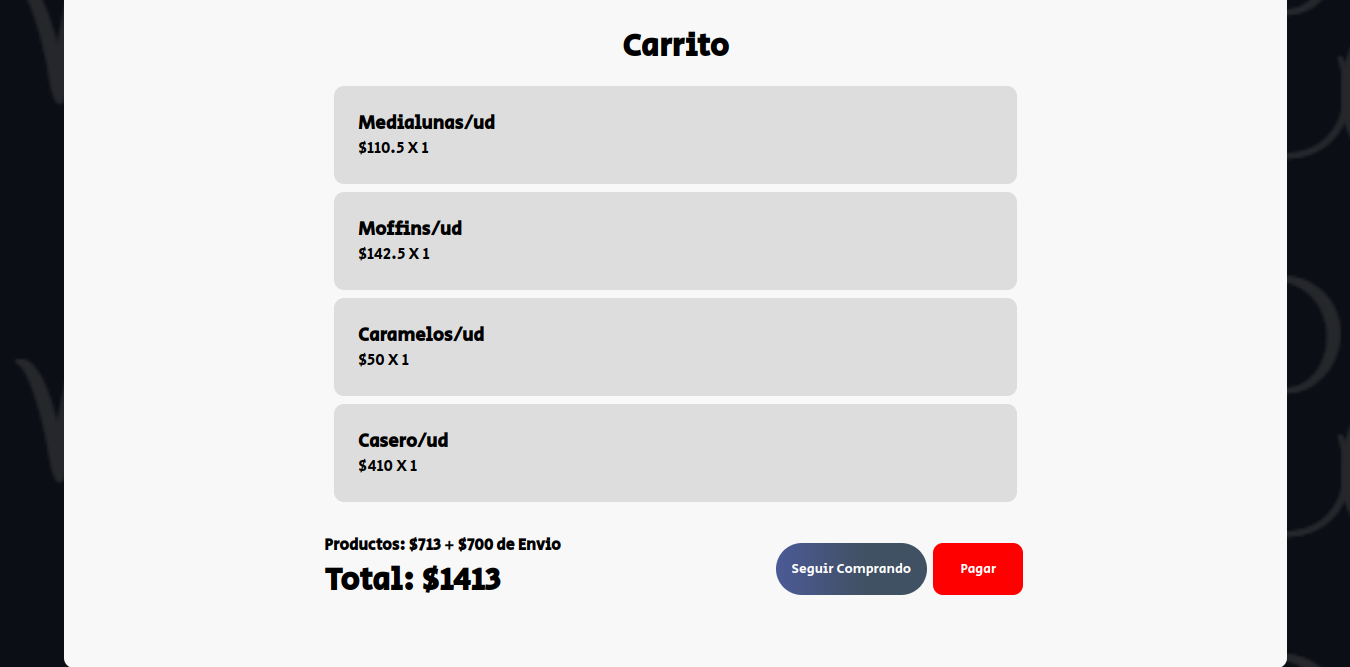 Carrito
Medialunas/ud
$110.5 X 1
Moffins/ud
$142.5 X 1
Caramelos/ud
$50 X 1
Casero/ud
$410 X 1
Productos: $713 + $700 de Envio
Total: $1413
Seguir Comprando
Pagar